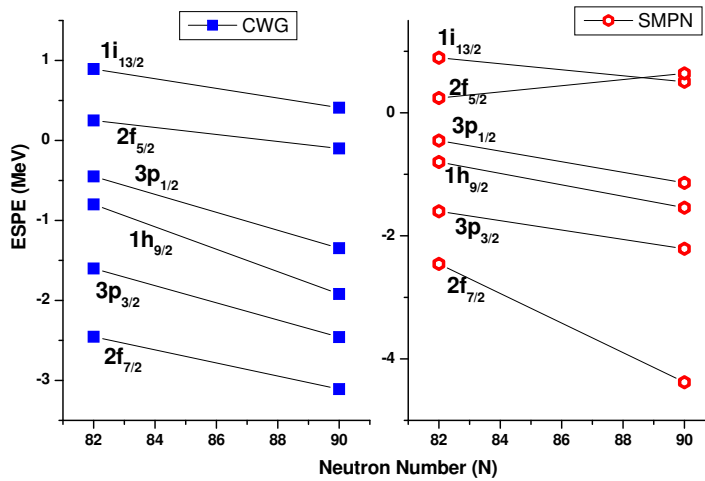 CWG
SMPN
ESPE (MeV)
1
0
-1
-2
-3
1i13/2
2f5/2
3p1/2
1h9/2
3p3/2
2f7/2
82 84 86 88 90
0
-2
-4
1i13/2
2f5/2
3p1/2
1h9/2
3p3/2
2f7/2
82 84 86 88 90
Neutron Number (N)